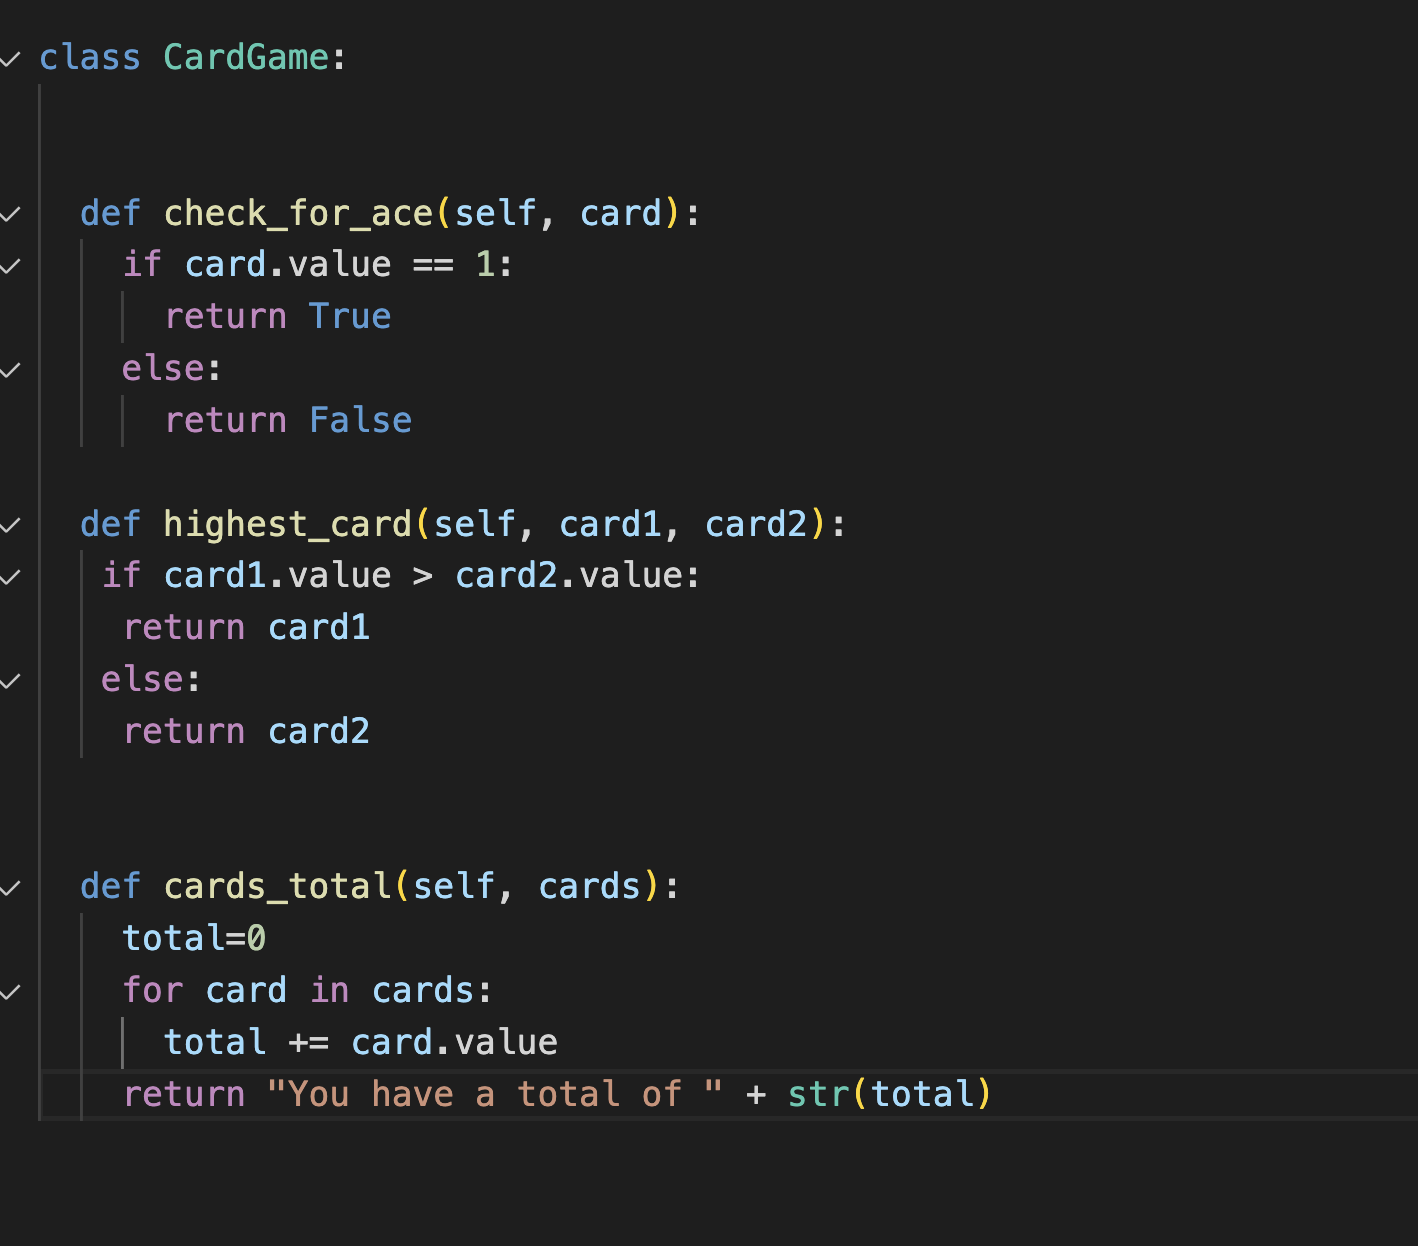 class CardGame:
  def check_for_ace(self, card):
    if card.value == 1:
      return True
    else:
      return False
  def highest_card(self, card1, card2):
   if card1.value > card2.value:
    return card1
   else:
    return card2
  def cards_total(self, cards):
    total=0
    for card in cards:
      total += card.value
    return "You have a total of " + str(total)